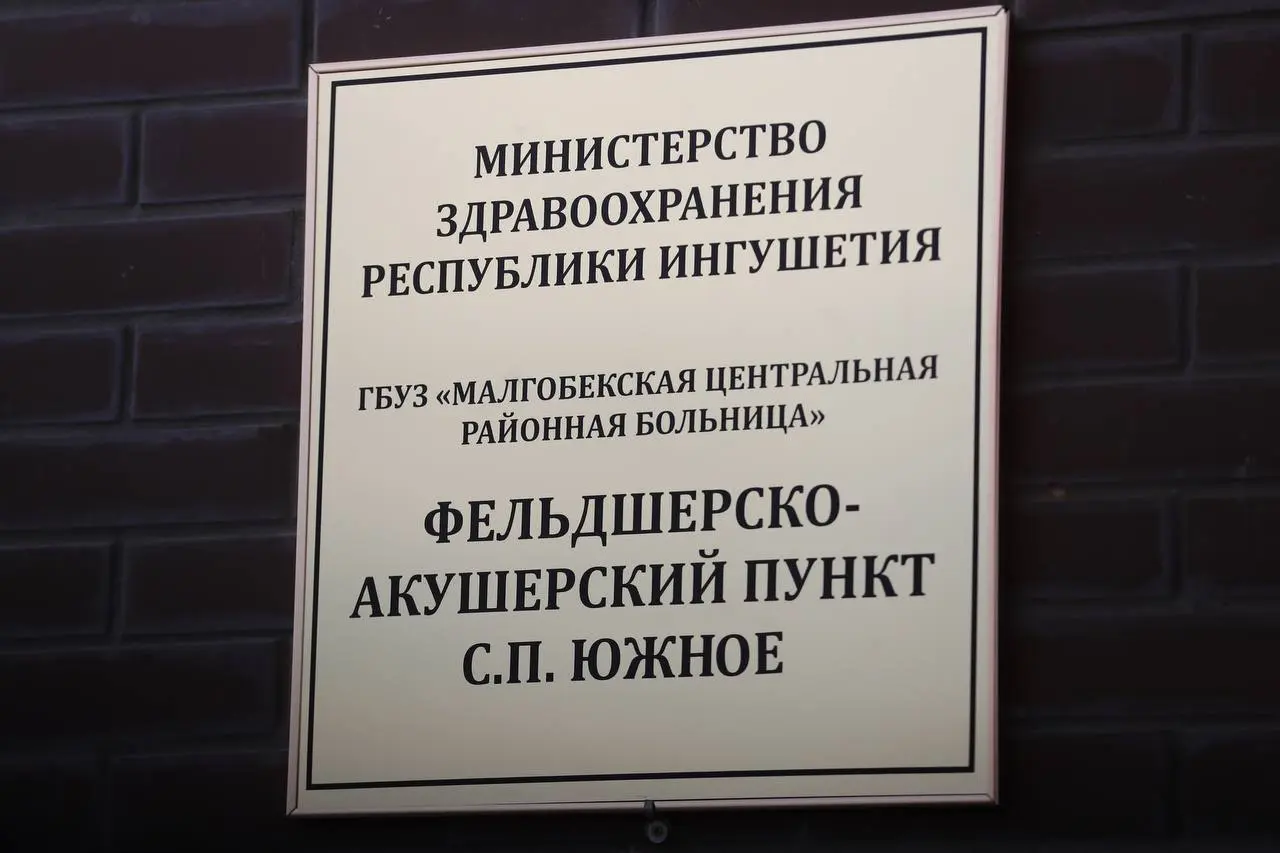 МИНИСТЕРСТВО
ЗДРАВООХРАНЕНИЯ
РЕСПУБЛИКИ ИНГУШЕТИЯ
ГБУЗ «МАЛГОБЕКСКАЯ ЦЕНТРАЛЬНАЯ
РАЙОННАЯ БОЛЬНИЦА»
ФЕЛЬДШЕРСКО-
АКУШЕРСКИЙ ПУНКТ
С.П. ЮЖНОЕ